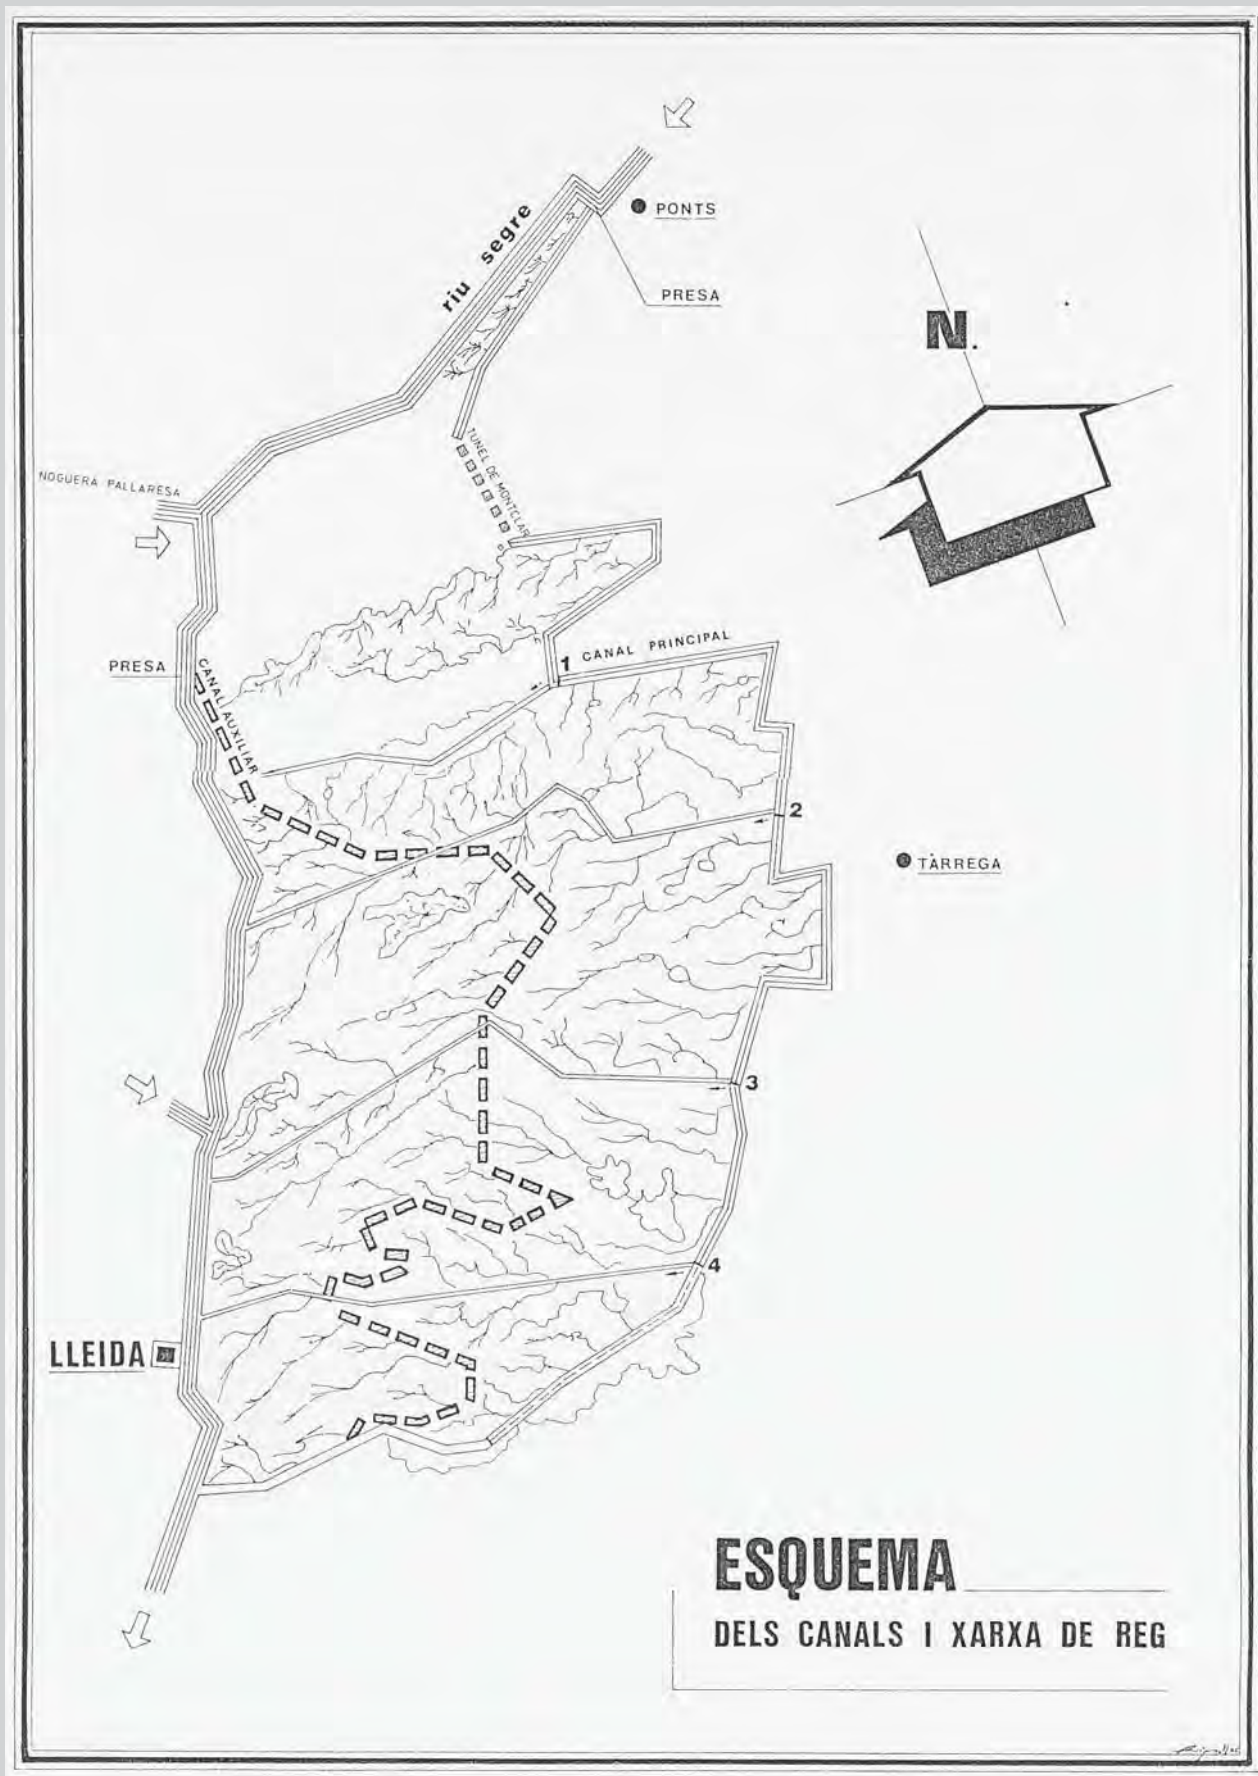 PONTS
riu segre
PRESA
N.
TUNEL DE MONTCLAR
NOGUERA PALLARESA
1 CANAL PRINCIPAL
PRESA
CANAL AUXILIAR
2
TÀRREGA
3
4
LLEIDA
ESQUEMA
DELS CANALS I XARXA DE REG